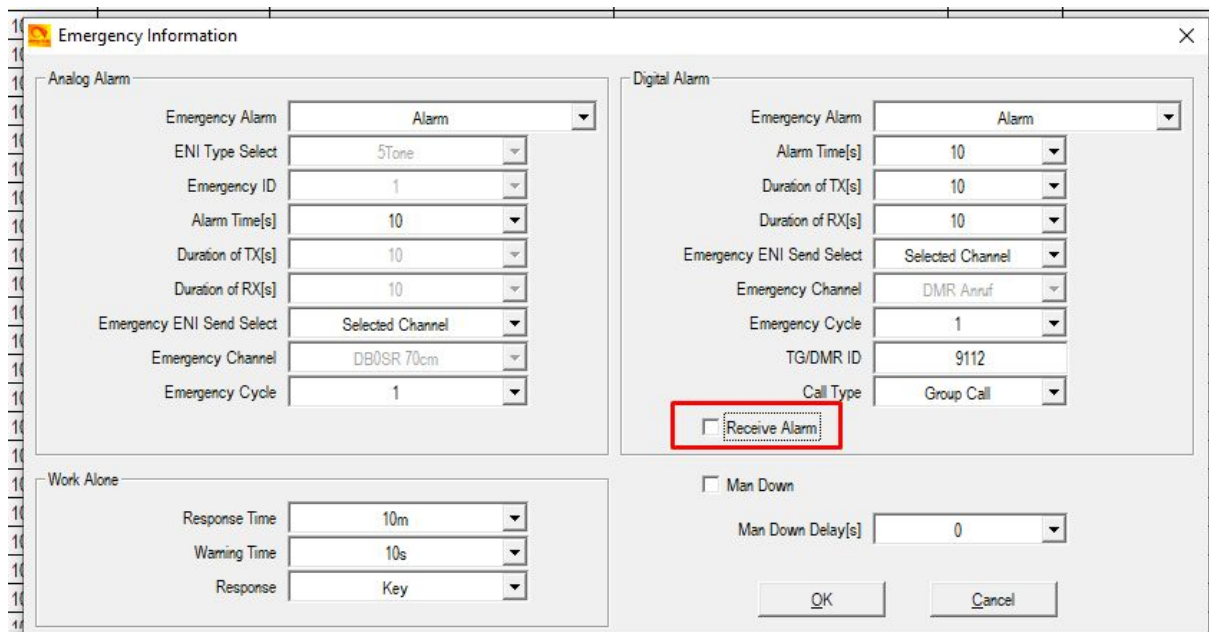 Emergency Information
Analog Alarm
Emergency Alarm Alarm
ENI Type Select 5Tone
Emergency ID 1
Alarm Time[s] 10
Duration of TX[s] 10
Duration of RX[s] 10
Emergency ENI Send Select Selected Channel
Emergency Channel DB0SR 70cm
Emergency Cycle 1
Digital Alarm
Emergency Alarm Alarm
Alarm Time[s] 10
Duration of TX[s] 10
Duration of RX[s] 10
Emergency ENI Send Select Selected Channel
Emergency Channel DMR Anruf
Emergency Cycle 1
TG/DMR ID 9112
Call Type Group Call
Receive Alarm
Work Alone
Response Time 10m
Warning Time 10s
Response Key
Man Down
Man Down Delay[s] 0
OK Cancel